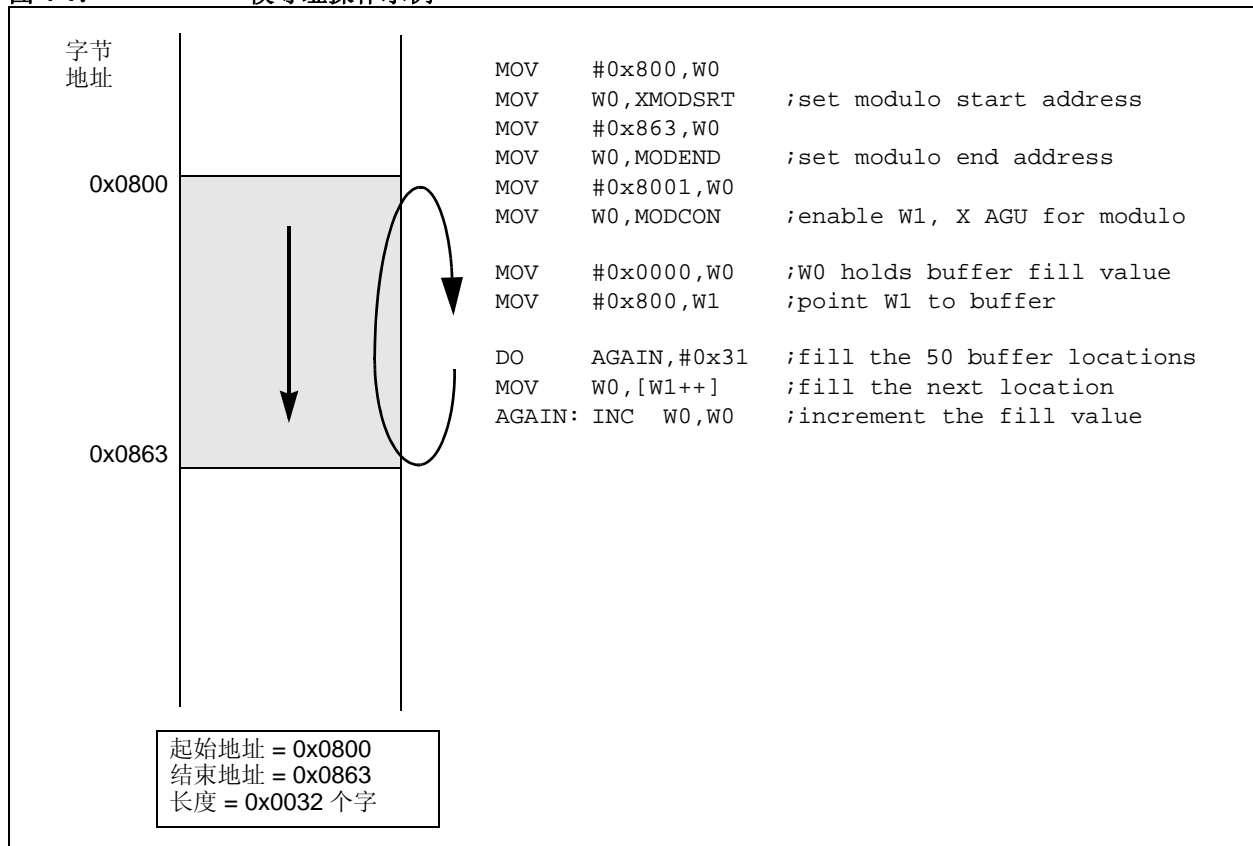 字节
地址
0x0800
0x0863
MOV #0x800,W0
MOV W0,XMODSRT ;set modulo start address
MOV #0x863,W0
MOV W0,MODEND ;set modulo end address
MOV #0x8001,W0
MOV W0,MODCON ;enable W1, X AGU for modulo
MOV #0x0000,W0 ;W0 holds buffer fill value
MOV #0x800,W1 ;point W1 to buffer
DO AGAIN,#0x31 ;fill the 50 buffer locations
MOV W0,[W1++] ;fill the next location
AGAIN: INC W0,W0 ;increment the fill value
起始地址 = 0x0800
结束地址 = 0x0863
长度 = 0x0032 个字